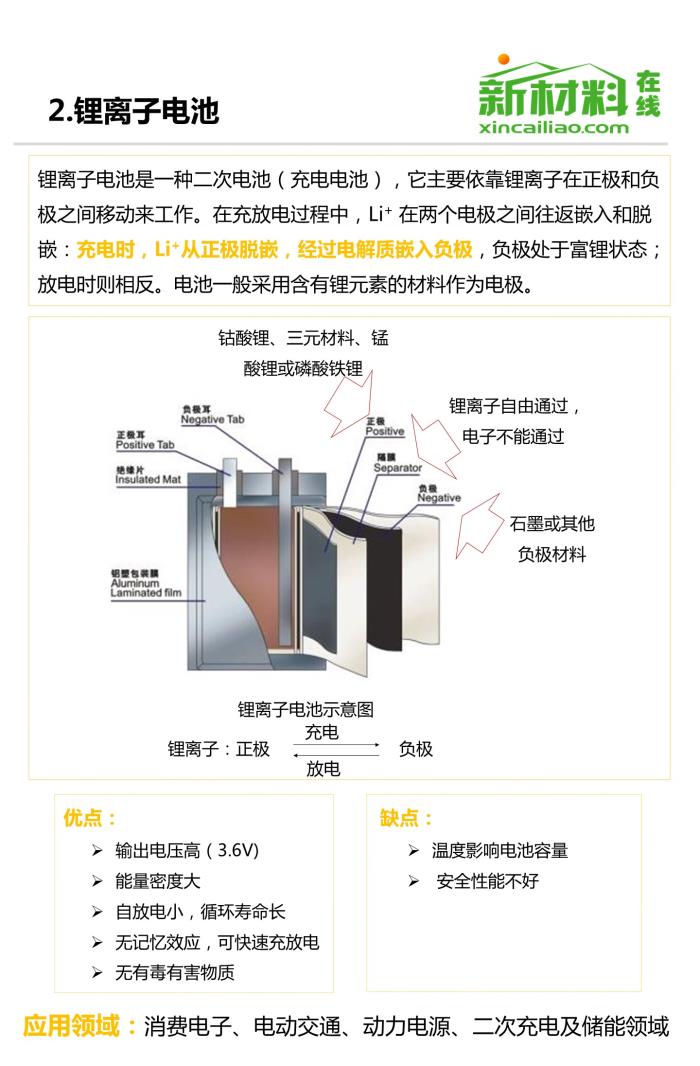 2.锂离子电池
新材料在线
xincailiao.com
锂离子电池是一种二次电池（充电电池），它主要依靠锂离子在正极和负
极之间移动来工作。在充放电过程中，Li⁺ 在两个电极之间往返嵌入和脱
嵌：充电时，Li⁺从正极脱嵌，经过电解质嵌入负极，负极处于富锂状态；
放电时则相反。电池一般采用含有锂元素的材料作为电极。
钴酸锂、三元材料、锰
酸锂或磷酸铁锂
锂离子自由通过，
电子不能通过
石墨或其他
负极材料
负极耳
Negative Tab
正极耳
Positive Tab
绝缘片
Insulated Mat
正极
Positive
隔膜
Separator
负极
Negative
铝塑包装膜
Aluminum
Laminated film
锂离子电池示意图
充电
锂离子：正极 负极
放电
优点：
➢ 输出电压高（3.6V)
➢ 能量密度大
➢ 自放电小，循环寿命长
➢ 无记忆效应，可快速充放电
➢ 无有毒有害物质
缺点：
➢ 温度影响电池容量
➢ 安全性能不好
应用领域：消费电子、电动交通、动力电源、二次充电及储能领域